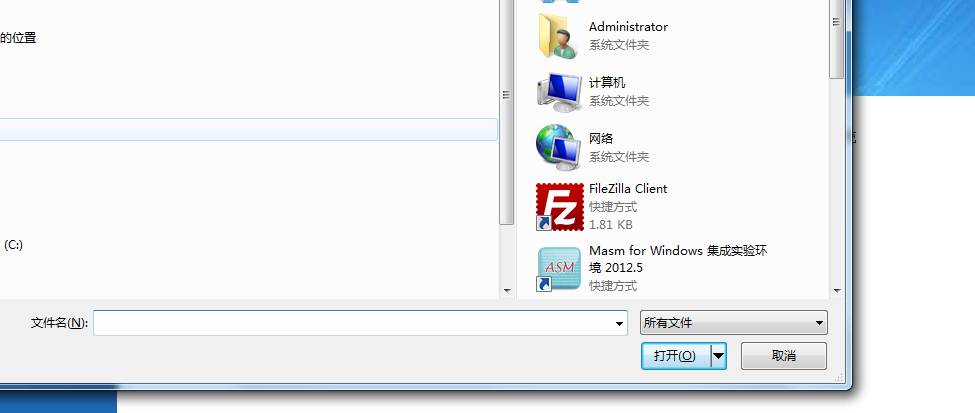 的位置
(C:)
Administrator
系统文件夹
计算机
系统文件夹
网络
系统文件夹
FileZilla Client
快捷方式
1.81 KB
Masm for Windows 集成实验环
境 2012.5
快捷方式
文件名(N):
所有文件
打开(O)
取消